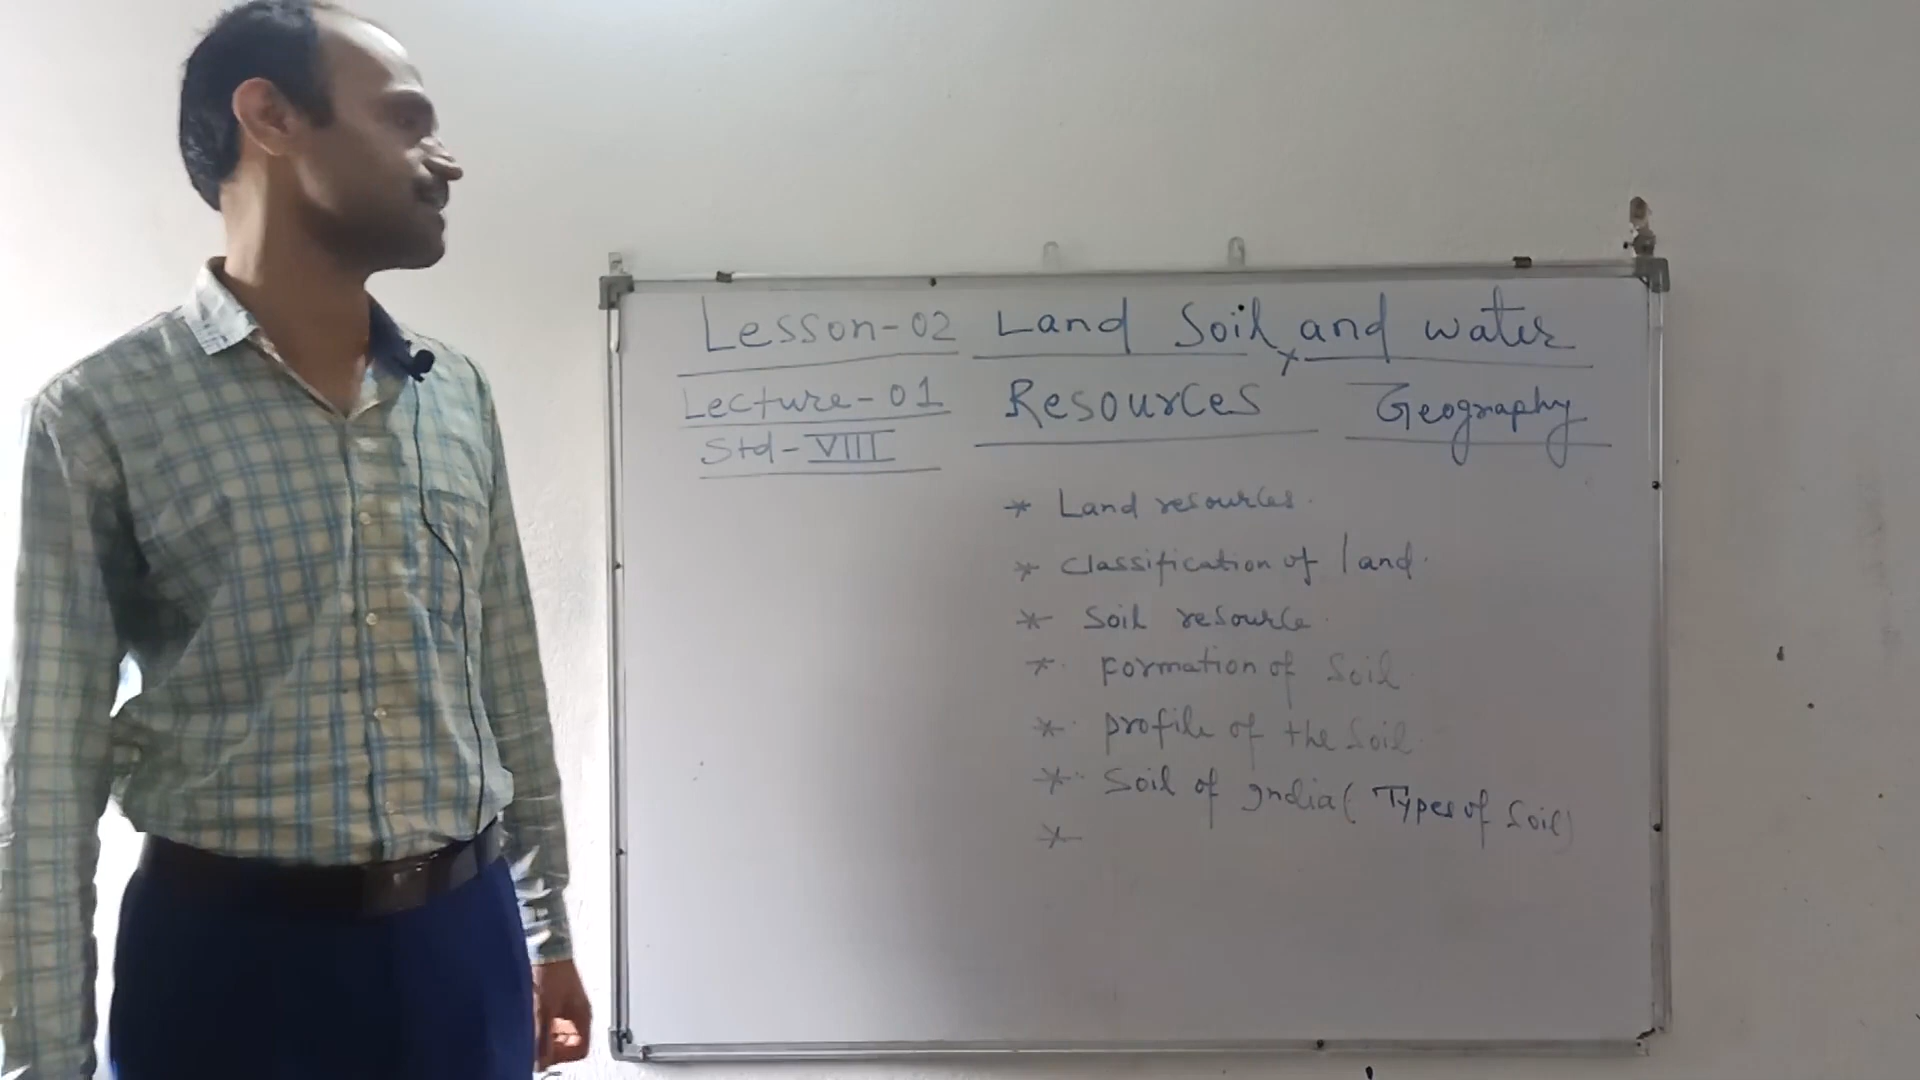 Lesson-02 Land Soil and water
Lecture-01 Resources Geography
Std-VIII
* Land resources.
* Classification of land.
* Soil resource.
* Formation of Soil
* profile of the Soil.
* Soil of India (Types of Soil)
*